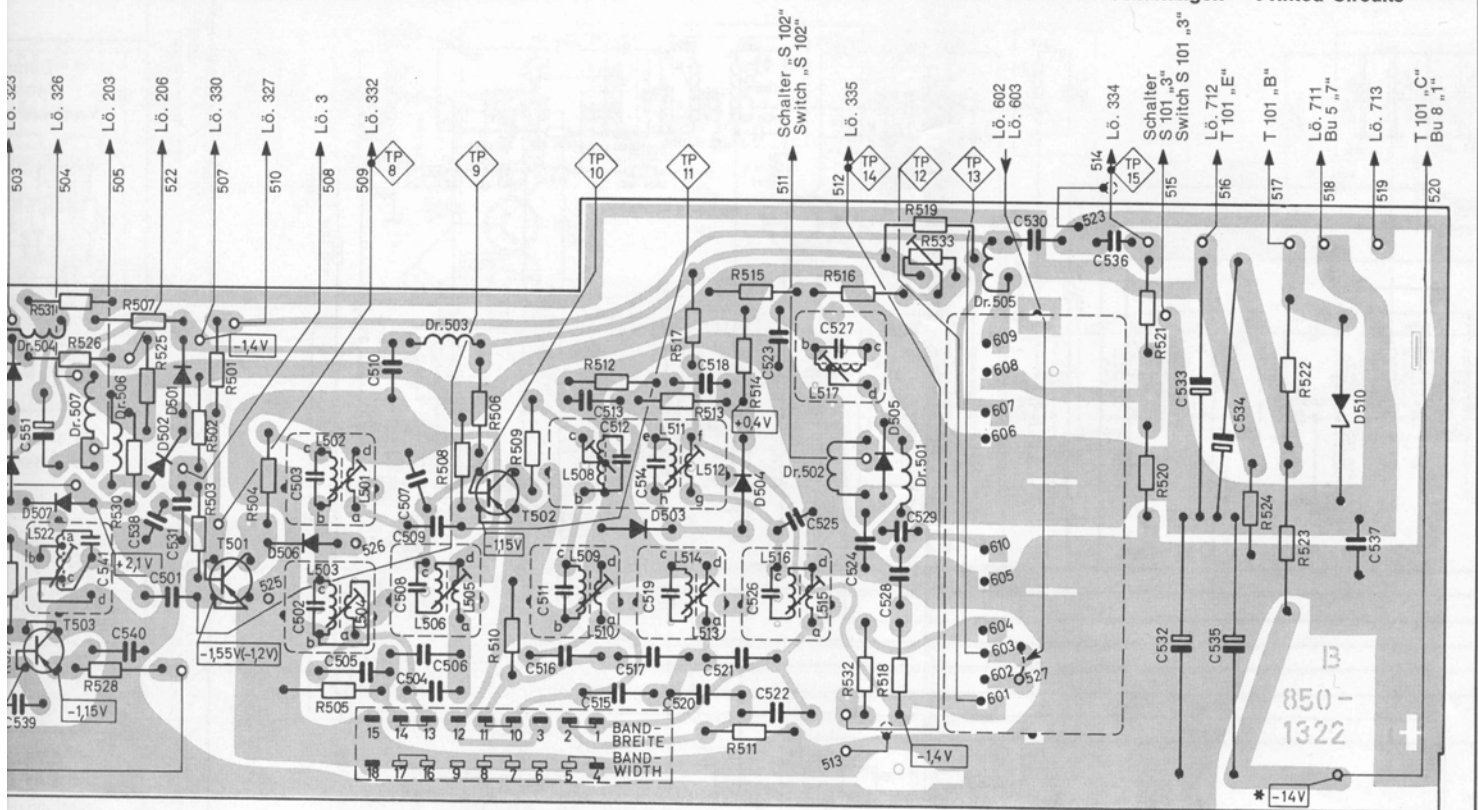 Printed Circuits
Lö. 326
Lö. 203
Lö. 206
Lö. 330
Lö. 327
Lö. 3
Lö. 332
Schalter „S 102“
Switch „S 102“
Lö. 335
Lö. 602
Lö. 603
Lö. 334
Schalter
S 101 „3“
Switch S 101 „3“
Lö. 712
T 101 „E“
T 101 „B“
Lö. 711
Bu 5 „7“
Lö. 713
T 101 „C“
Bu 8 „1“
503
504
505
522
507
510
508
509
TP 8
TP 9
TP 10
TP 11
511
512
TP 14
TP 12
TP 13
514
TP 15
515
516
517
518
519
520
R519
C530
523
R533
C536
R531
R507
R515
R516
Dr.505
Dr.504
R526
R525
-1,4V
Dr.503
C510
R517
C518
R514
C523
C527
b
c
a
d
L517
609
608
607
606
R521
C533
C534
R522
D510
C551
Dr.507
Dr.506
D502
D501
R502
R501
R512
C513
R513
+0,4V
R506
R509
L502
c
d
C503
L501
b
a
R508
c
C512
L508
b
L511
e
f
C514
L512
h
g
D504
Dr.502
D505
Dr.501
R520
R524
D507
R530
C538
C531
R503
R504
C507
C509
T502
-1,15V
D503
C525
C529
C524
C528
R523
C537
L522
a
b
c
d
C541
+2,1V
T501
D506
526
525
C501
L503
c
d
C502
L504
b
a
C508
c
d
L505
b
a
L506
L509
c
d
C511
b
a
L510
L514
c
d
C519
b
a
L513
L516
c
d
C526
b
a
L515
610
605
604
603
602
527
601
T503
C540
R528
-1,15V
C539
-1,55V(-1,2V)
C505
C504
C506
R505
R510
C516
C517
C521
C515
C520
C522
R511
R532
R518
C532
C535
B
850-
1322
15 14 13 12 11 10 3 2 1
BAND-
BREITE
18 17 16 9 8 7 6 5 4
BAND-
WIDTH
513
-1,4V
* -14V